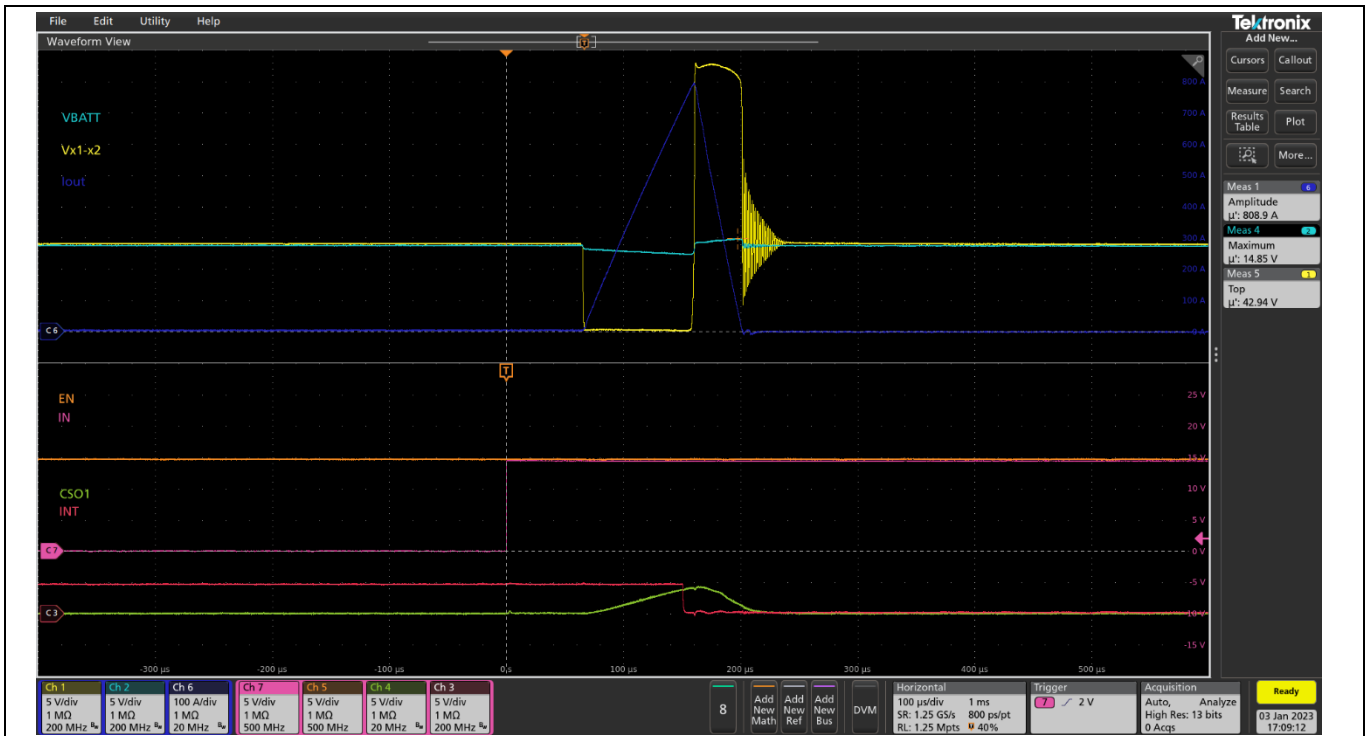 File Edit Utility Help
Tektronix
Waveform View
Add New...
Cursors Callout
Measure Search
Results Table Plot
More...
VBATT
Vx1-x2
Iout
800 A
700 A
600 A
500 A
400 A
300 A
200 A
100 A
0 A
C6
Meas 1 6
Amplitude
µ': 808.9 A
Meas 4 2
Maximum
µ': 14.85 V
Meas 5 1
Top
µ': 42.94 V
T
EN
IN
CSO1
INT
25 V
20 V
15 V
10 V
5 V
0 V
-5 V
-10 V
-15 V
C7
C3
-300 µs -200 µs -100 µs 0 s 100 µs 200 µs 300 µs 400 µs 500 µs
Ch 1
5 V/div
1 MΩ
200 MHz
Ch 2
5 V/div
1 MΩ
200 MHz
Ch 6
100 A/div
1 MΩ
20 MHz
Ch 7
5 V/div
1 MΩ
500 MHz
Ch 5
5 V/div
1 MΩ
500 MHz
Ch 4
5 V/div
1 MΩ
200 MHz
Ch 3
5 V/div
1 MΩ
200 MHz
8
Add New Math
Add New Ref
Add New Bus
DVM
Horizontal
100 µs/div 1 ms
SR: 1.25 GS/s 800 ps/pt
RL: 1.25 Mpts 40%
Trigger
7 2 V
Acquisition
Auto, Analyze
High Res: 13 bits
0 Acqs
Ready
03 Jan 2023
17:09:12